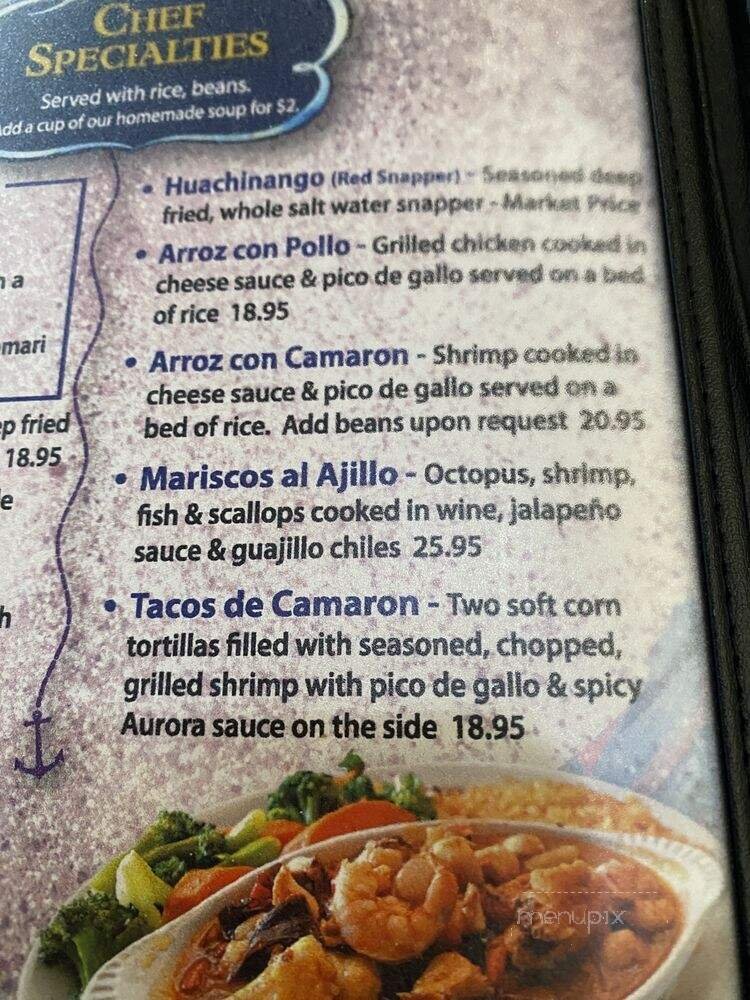 CHEF
SPECIALTIES
Served with rice, beans.
Add a cup of our homemade soup for $2.
• Huachinango (Red Snapper) - Seasoned deep
fried, whole salt water snapper - Market Price
• Arroz con Pollo - Grilled chicken cooked in
cheese sauce & pico de gallo served on a bed
of rice 18.95
• Arroz con Camaron - Shrimp cooked in
cheese sauce & pico de gallo served on a
bed of rice. Add beans upon request 20.95
• Mariscos al Ajillo - Octopus, shrimp,
fish & scallops cooked in wine, jalapeño
sauce & guajillo chiles 25.95
• Tacos de Camaron - Two soft corn
tortillas filled with seasoned, chopped,
grilled shrimp with pico de gallo & spicy
Aurora sauce on the side 18.95
a
fried
18.95
menupix